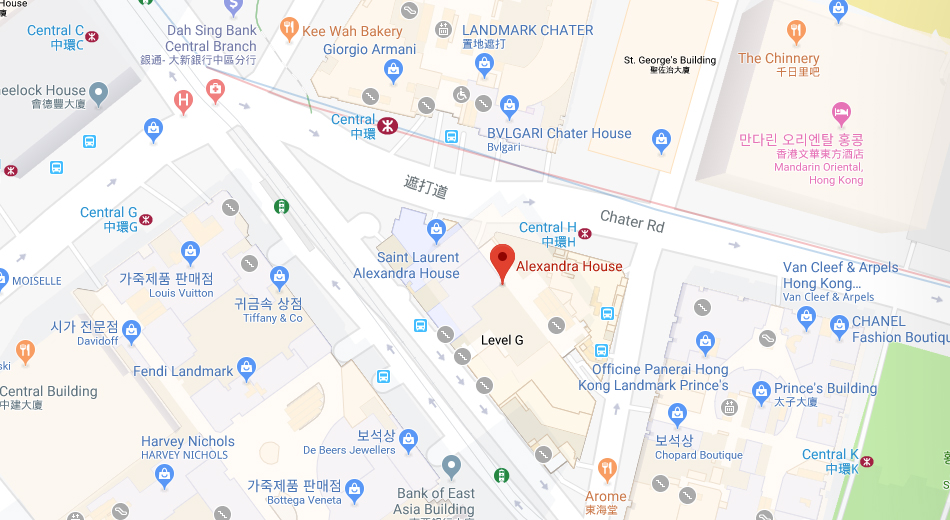 House
Central C
中環C
Dah Sing Bank
Central Branch
銀通- 大新銀行中區分行
Kee Wah Bakery
Giorgio Armani
LANDMARK CHATER
置地遮打
St. George's Building
聖佐治大廈
The Chinnery
千日里吧
eelock House
會德豐大廈
H
Central
中環
BVLGARI Chater House
Bvlgari
만다린 오리엔탈 홍콩
香港文華東方酒店
Mandarin Oriental,
Hong Kong
遮打道
Chater Rd
Central G
中環G
Central H
中環H
Saint Laurent
Alexandra House
Alexandra House
MOISELLE
가죽제품 판매점
Louis Vuitton
귀금속 상점
Tiffany & Co
Van Cleef & Arpels
Hong Kong...
Van Cleef & Arpels
시가 전문점
Davidoff
CHANEL
Fashion Boutiqu
Level G
ski
Fendi Landmark
Officine Panerai Hong
Kong Landmark Prince's
Central Building
中建大廈
Prince's Building
太子大廈
Harvey Nichols
HARVEY NICHOLS
보석상
De Beers Jewellers
보석상
Chopard Boutique
Central K
中環K
가죽제품 판매점
Bottega Veneta
Bank of East
Asia Building
Arome
東海堂